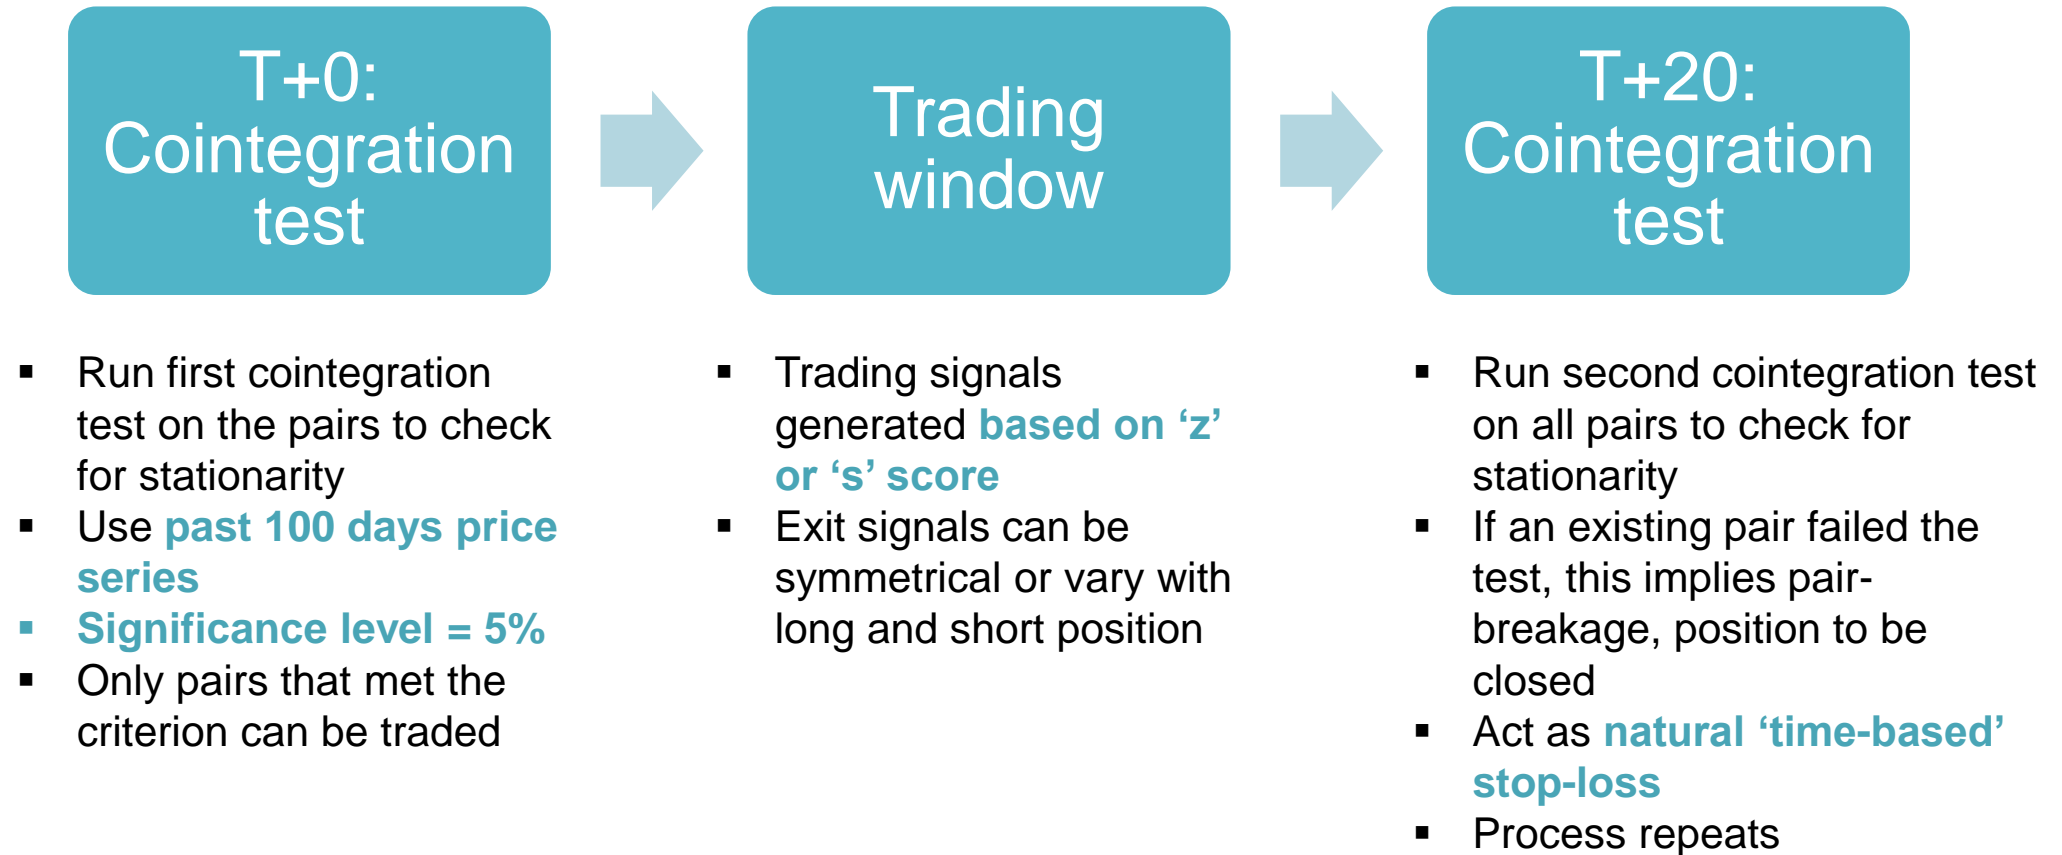 T+0:
Cointegration
test
Trading
window
T+20:
Cointegration
test
▪ Run first cointegration
test on the pairs to check
for stationarity
▪ Use past 100 days price
series
▪ Significance level = 5%
▪ Only pairs that met the
criterion can be traded
▪ Trading signals
generated based on ‘z’
or ‘s’ score
▪ Exit signals can be
symmetrical or vary with
long and short position
▪ Run second cointegration test
on all pairs to check for
stationarity
▪ If an existing pair failed the
test, this implies pair-
breakage, position to be
closed
▪ Act as natural ‘time-based’
stop-loss
▪ Process repeats